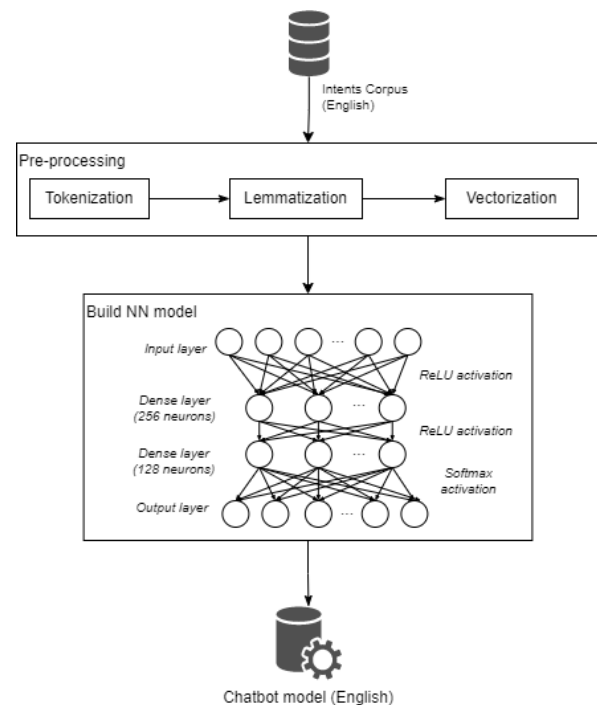 Intents Corpus
(English)
Pre-processing
Tokenization
Lemmatization
Vectorization
Build NN model
Input layer
...
ReLU activation
Dense layer
(256 neurons)
...
ReLU activation
Dense layer
(128 neurons)
...
Softmax
activation
Output layer
...
Chatbot model (English)